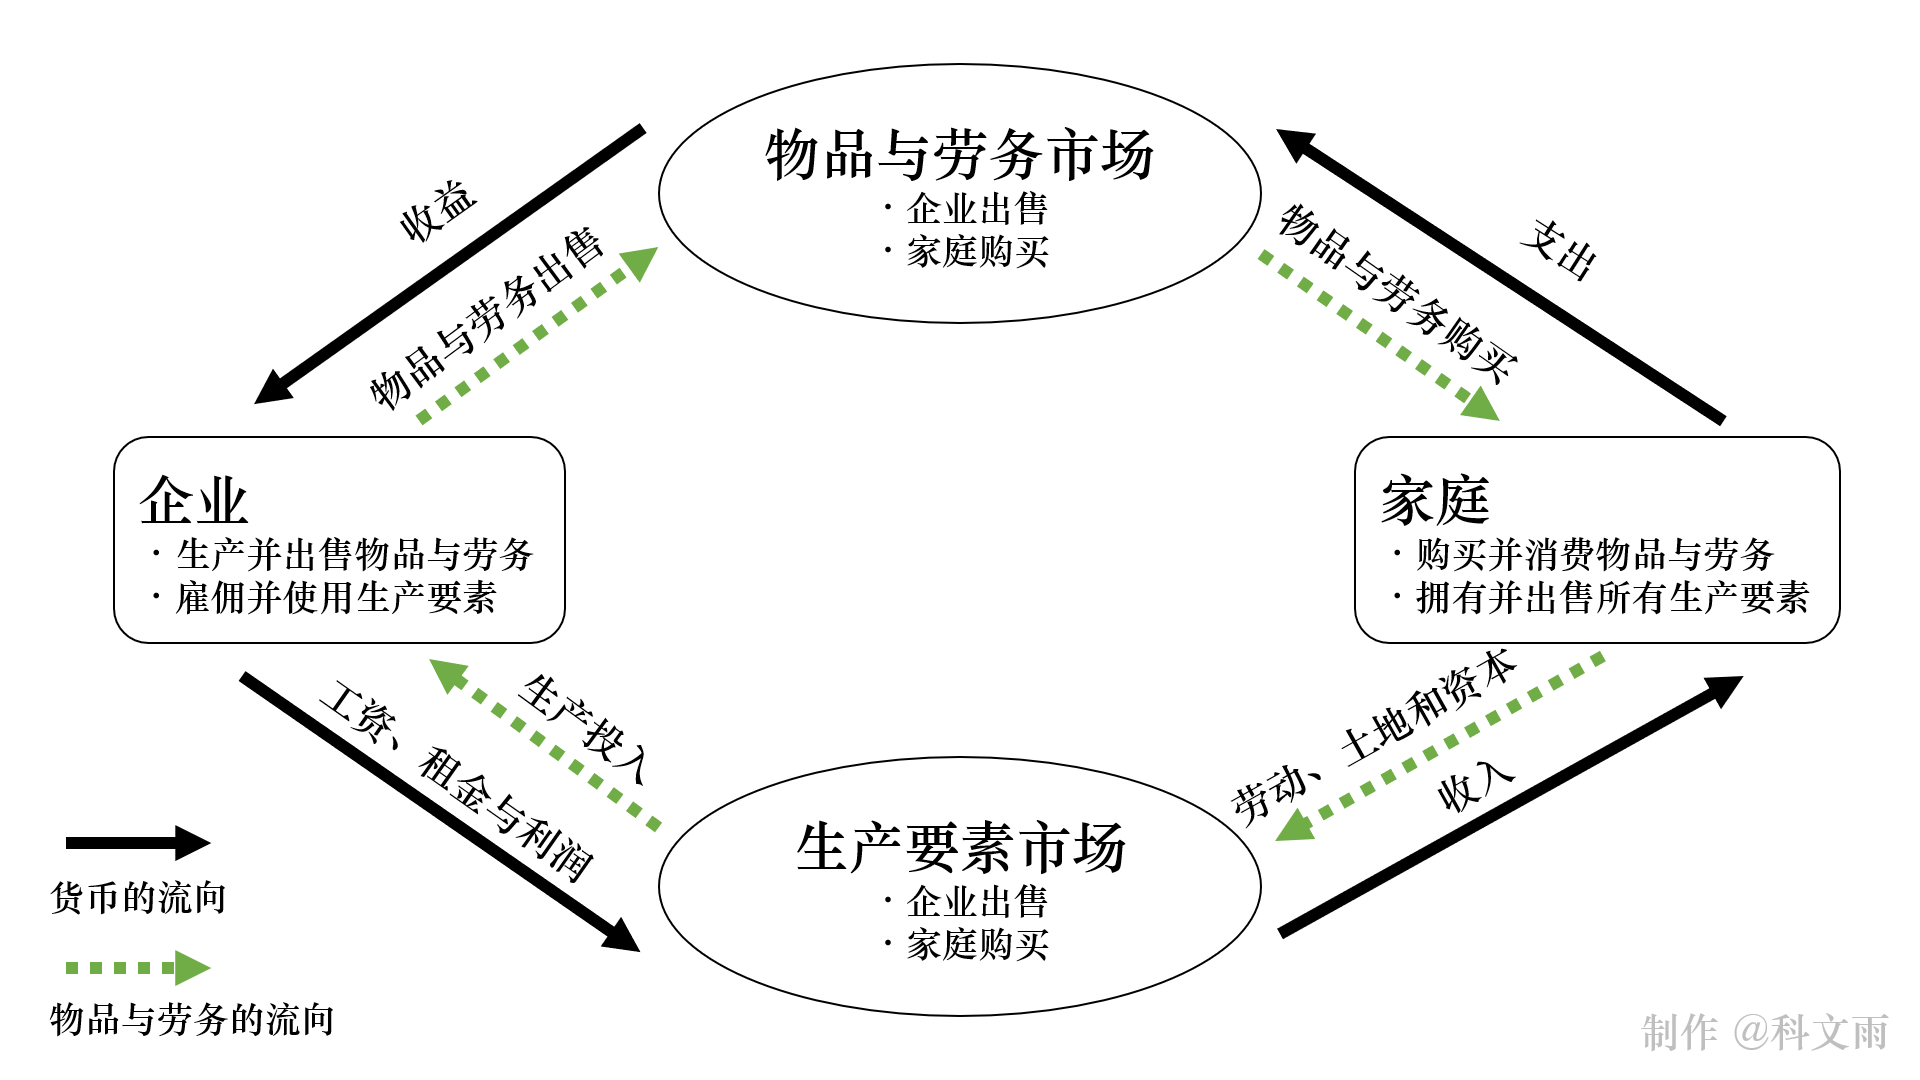 物品与劳务市场
· 企业出售
· 家庭购买
收益
物品与劳务出售
支出
物品与劳务购买
企业
· 生产并出售物品与劳务
· 雇佣并使用生产要素
家庭
· 购买并消费物品与劳务
· 拥有并出售所有生产要素
工资、租金与利润
生产投入
劳动、土地和资本
收入
生产要素市场
· 企业出售
· 家庭购买
货币的流向
物品与劳务的流向
制作 @科文雨